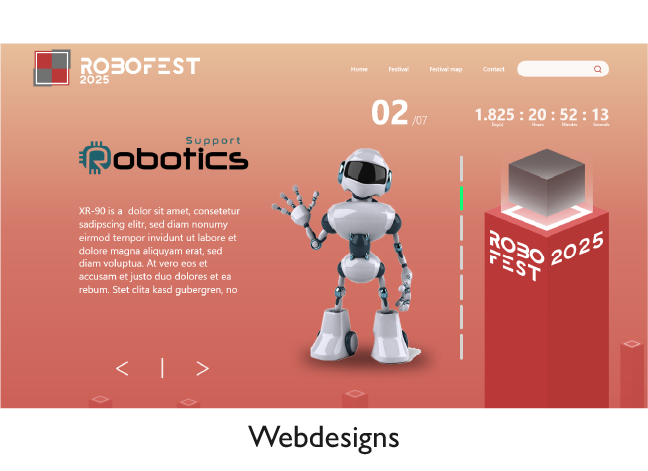 ROBOFEST
2025
Home Festival Festival map Contact
02 /07
1.825 : 20 : 52 : 13
Day(s) Hours Minutes Seconds
Support
Robotics
XR-90 is a dolor sit amet, consetetur
sadipscing elitr, sed diam nonumy
eirmod tempor invidunt ut labore et
dolore magna aliquyam erat, sed
diam voluptua. At vero eos et
accusam et justo duo dolores et ea
rebum. Stet clita kasd gubergren, no
ROBO
FEST
2025
Webdesigns